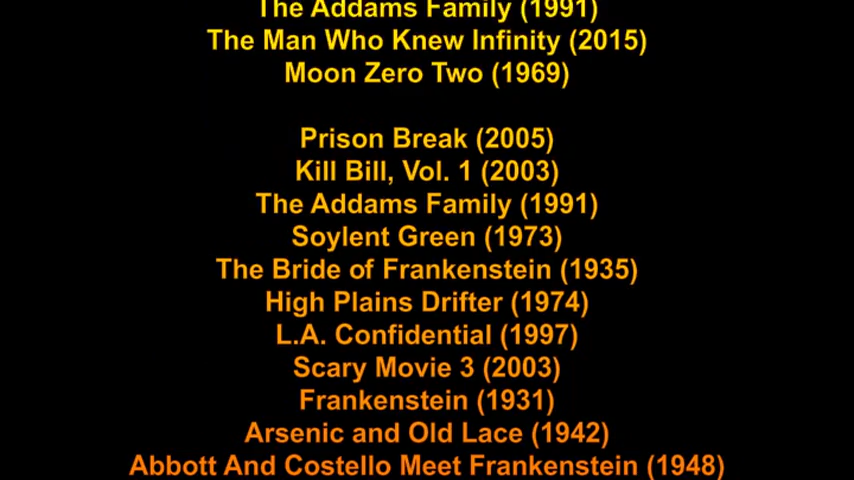 The Addams Family (1991)
The Man Who Knew Infinity (2015)
Moon Zero Two (1969)
Prison Break (2005)
Kill Bill, Vol. 1 (2003)
The Addams Family (1991)
Soylent Green (1973)
The Bride of Frankenstein (1935)
High Plains Drifter (1974)
L.A. Confidential (1997)
Scary Movie 3 (2003)
Frankenstein (1931)
Arsenic and Old Lace (1942)
Abbott And Costello Meet Frankenstein (1948)